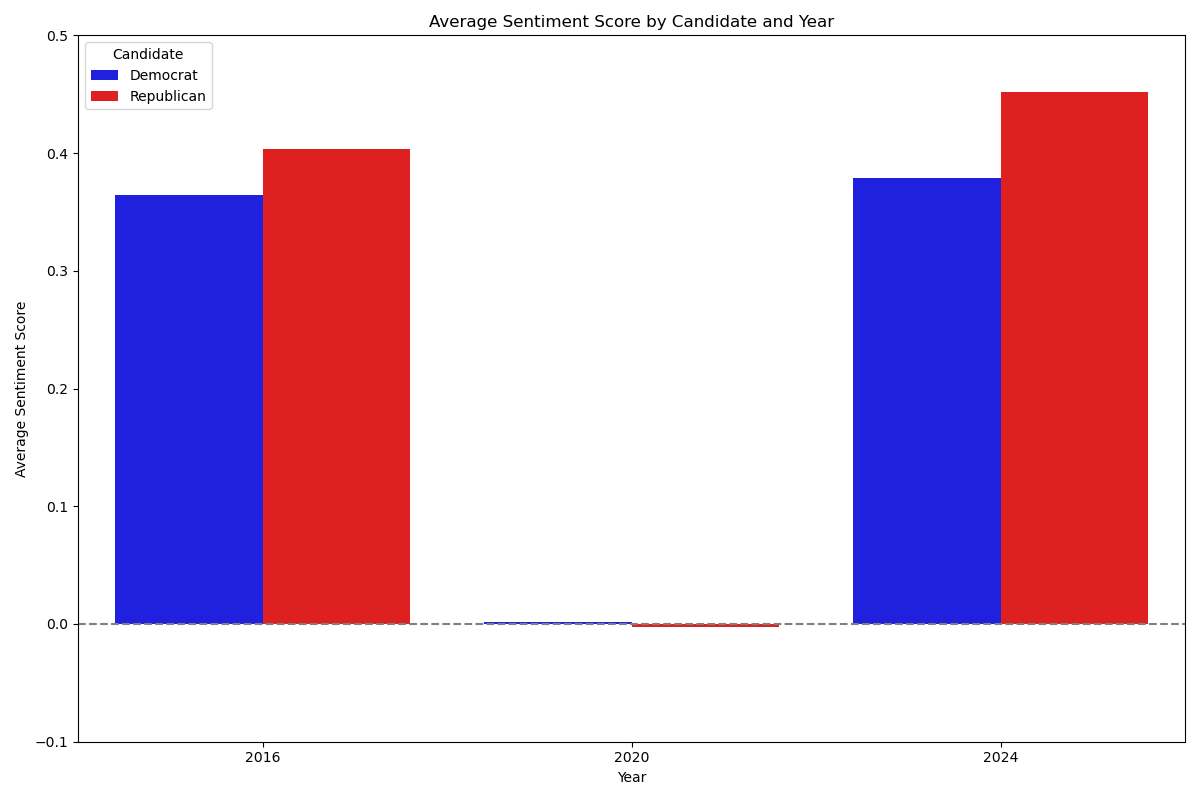 Average Sentiment Score by Candidate and Year
Candidate
Democrat
Republican
Average Sentiment Score
0.5
0.4
0.3
0.2
0.1
0.0
−0.1
2016
2020
2024
Year